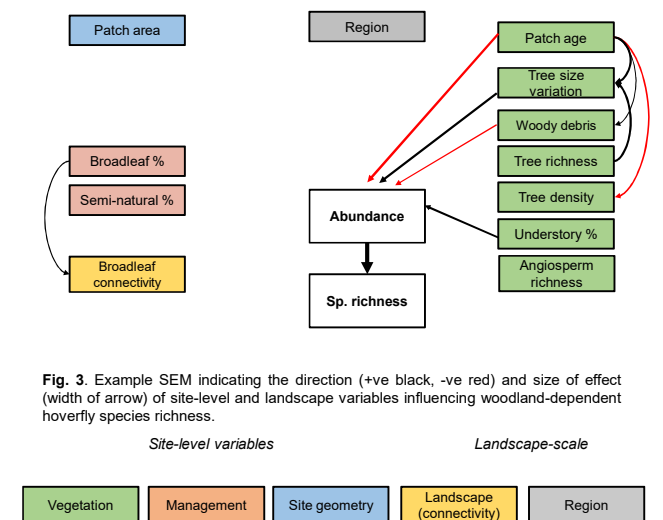 Patch area
Region
Patch age
Tree size
variation
Woody debris
Broadleaf %
Tree richness
Semi-natural %
Tree density
Abundance
Understory %
Broadleaf
connectivity
Angiosperm
richness
Sp. richness
Fig. 3. Example SEM indicating the direction (+ve black, -ve red) and size of effect
(width of arrow) of site-level and landscape variables influencing woodland-dependent
hoverfly species richness.
Site-level variables
Landscape-scale
Vegetation
Management
Site geometry
Landscape
(connectivity)
Region